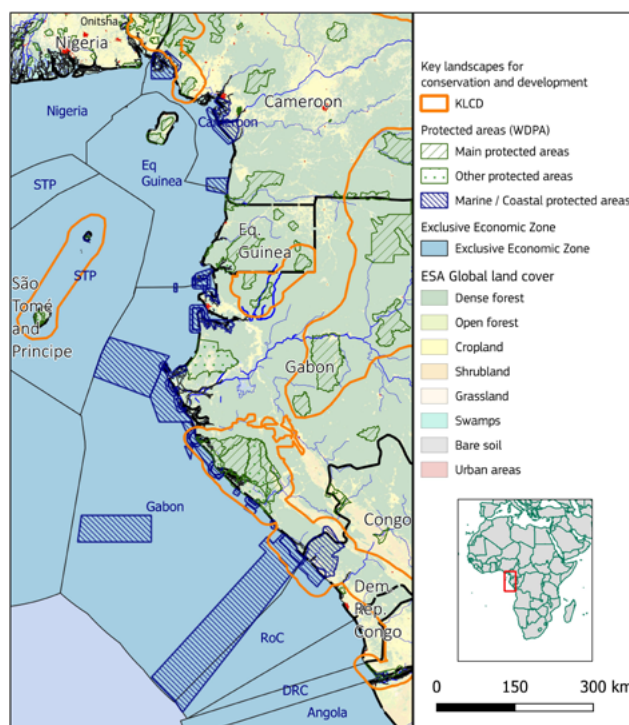 Onitsha
Nigeria
Cameroon
Nigeria
Cameroon
Eq
Guinea
STP
Eq.
Guinea
STP
São
Tomé
and
Principe
Gabon
Gabon
Congo
Dem.
Rep.
Congo
RoC
DRC
Angola
Key landscapes for
conservation and development
KLCD
Protected areas (WDPA)
Main protected areas
Other protected areas
Marine / Coastal protected areas
Exclusive Economic Zone
Exclusive Economic Zone
ESA Global land cover
Dense forest
Open forest
Cropland
Shrubland
Grassland
Swamps
Bare soil
Urban areas
0 150 300 km